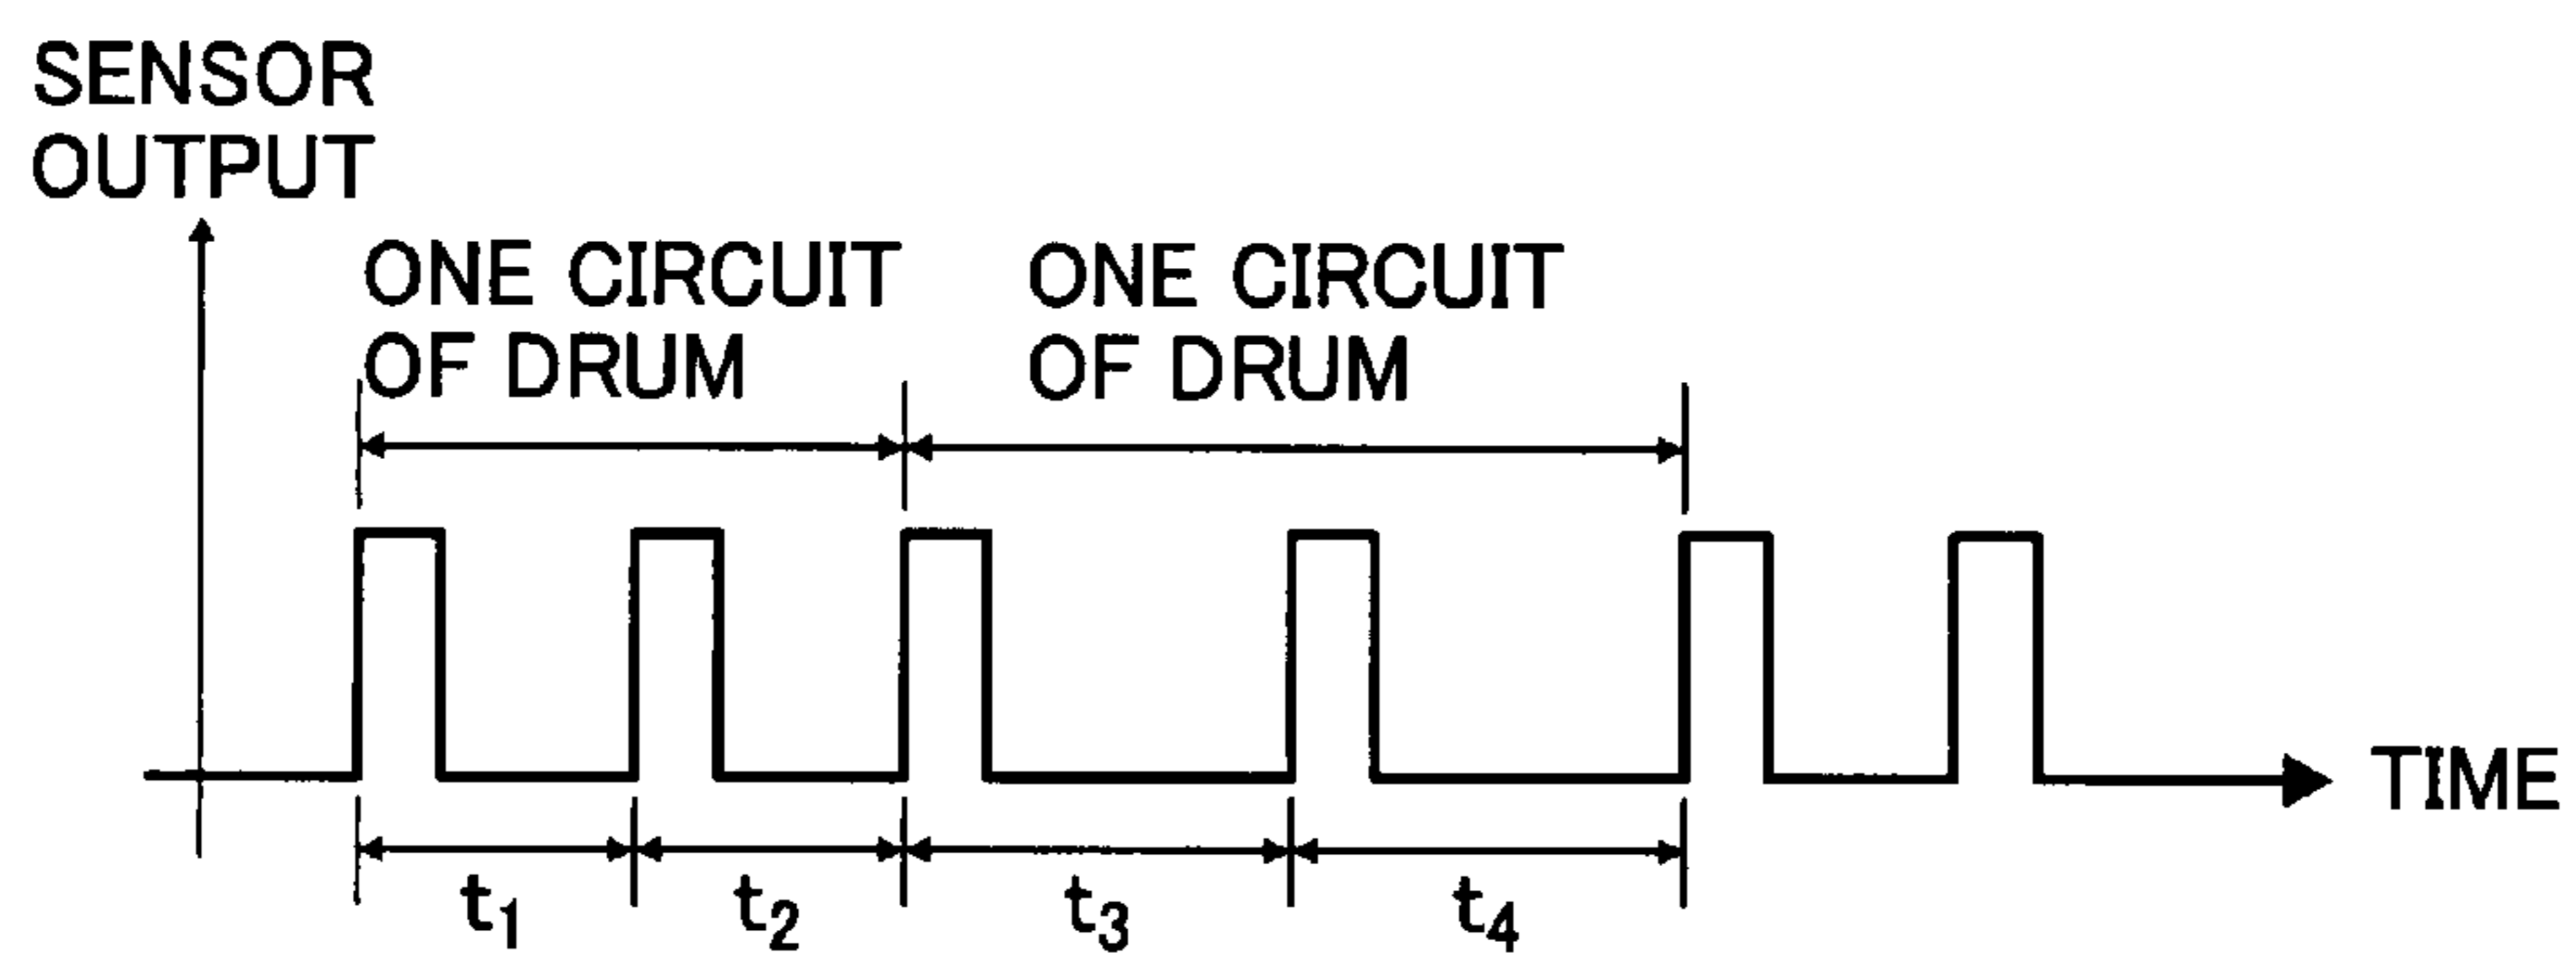 SENSOR
OUTPUT
ONE CIRCUIT
OF DRUM
ONE CIRCUIT
OF DRUM
TIME
t1
t2
t3
t4